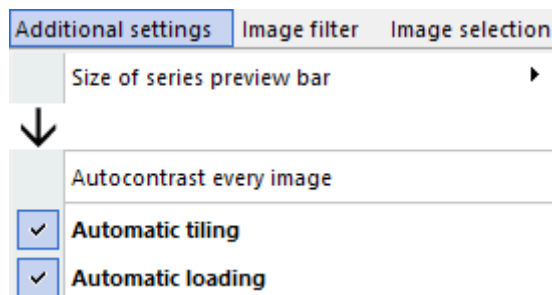 Additional settings Image filter Image selection
Size of series preview bar
Autocontrast every image
Automatic tiling
Automatic loading